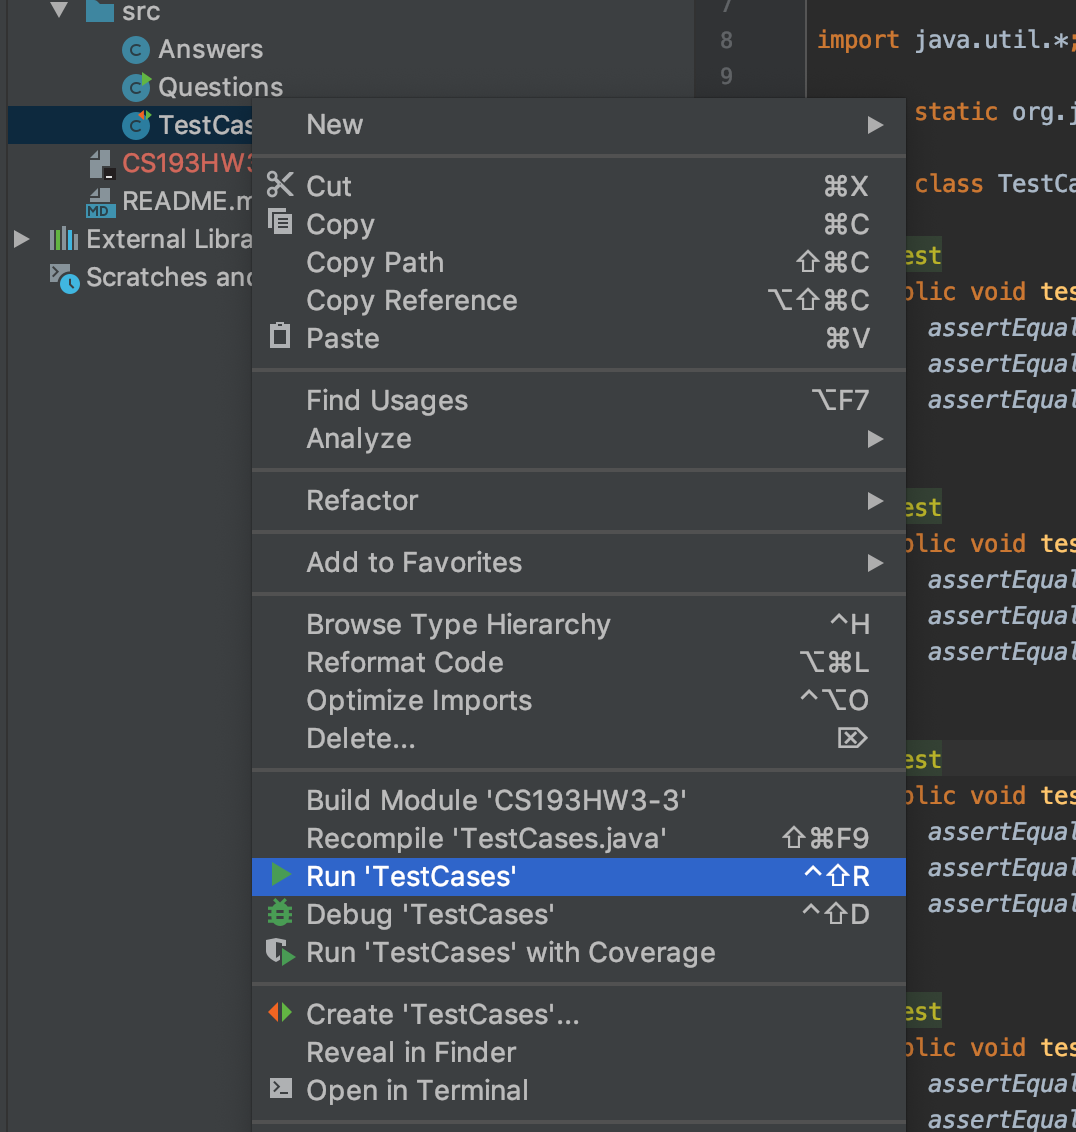 src
Answers
Questions
TestCas
CS193HW3
README.m
External Libra
Scratches and
New
Cut ⌘X
Copy ⌘C
Copy Path ⇧⌘C
Copy Reference ⌥⇧⌘C
Paste ⌘V
Find Usages ⌥F7
Analyze
Refactor
Add to Favorites
Browse Type Hierarchy ^H
Reformat Code ⌥⌘L
Optimize Imports ^⌥O
Delete... ⌦
Build Module 'CS193HW3-3'
Recompile 'TestCases.java' ⇧⌘F9
Run 'TestCases' ^⇧R
Debug 'TestCases' ^⇧D
Run 'TestCases' with Coverage
Create 'TestCases'...
Reveal in Finder
Open in Terminal
7
8 import java.util.*;
9
static org.j
class TestCa
est
blic void tes
assertEqual
assertEqual
assertEqual
est
blic void tes
assertEqual
assertEqual
assertEqual
est
blic void tes
assertEqual
assertEqual
assertEqual
est
blic void tes
assertEqual
assertEqual